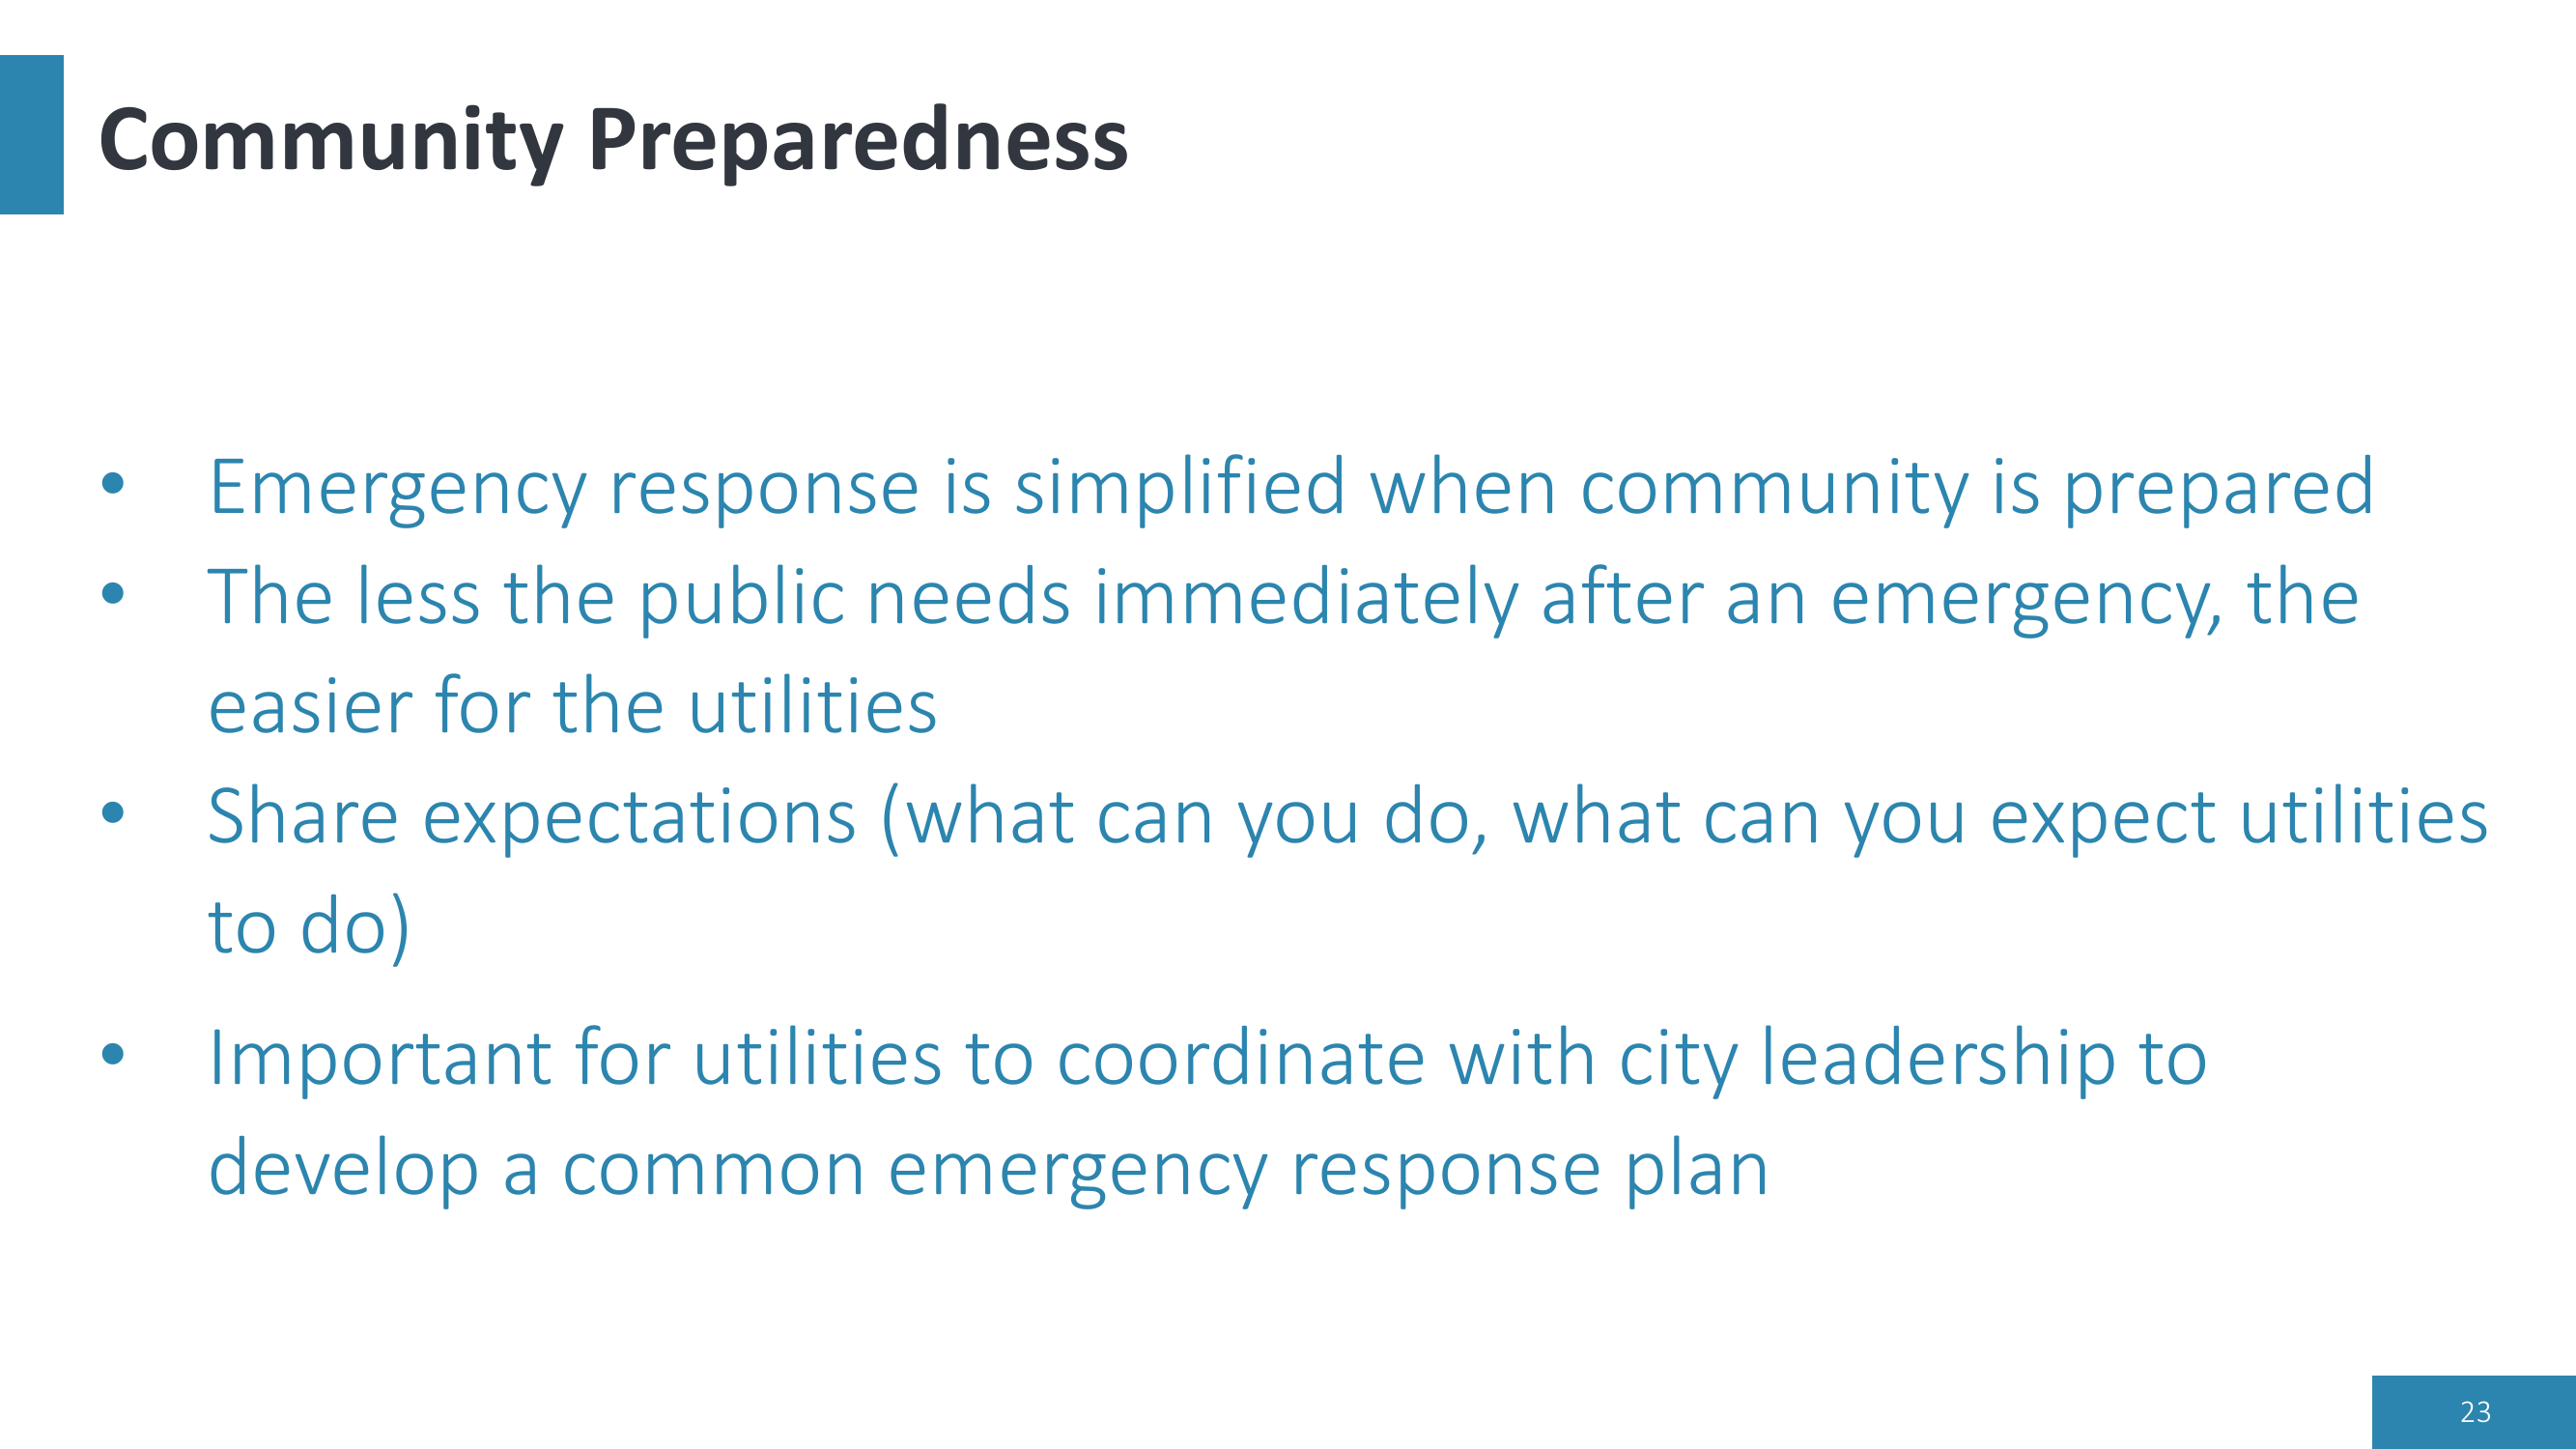 Community Preparedness
• Emergency response is simplified when community is prepared
• The less the public needs immediately after an emergency, the
easier for the utilities
• Share expectations (what can you do, what can you expect utilities
to do)
• Important for utilities to coordinate with city leadership to
develop a common emergency response plan
23